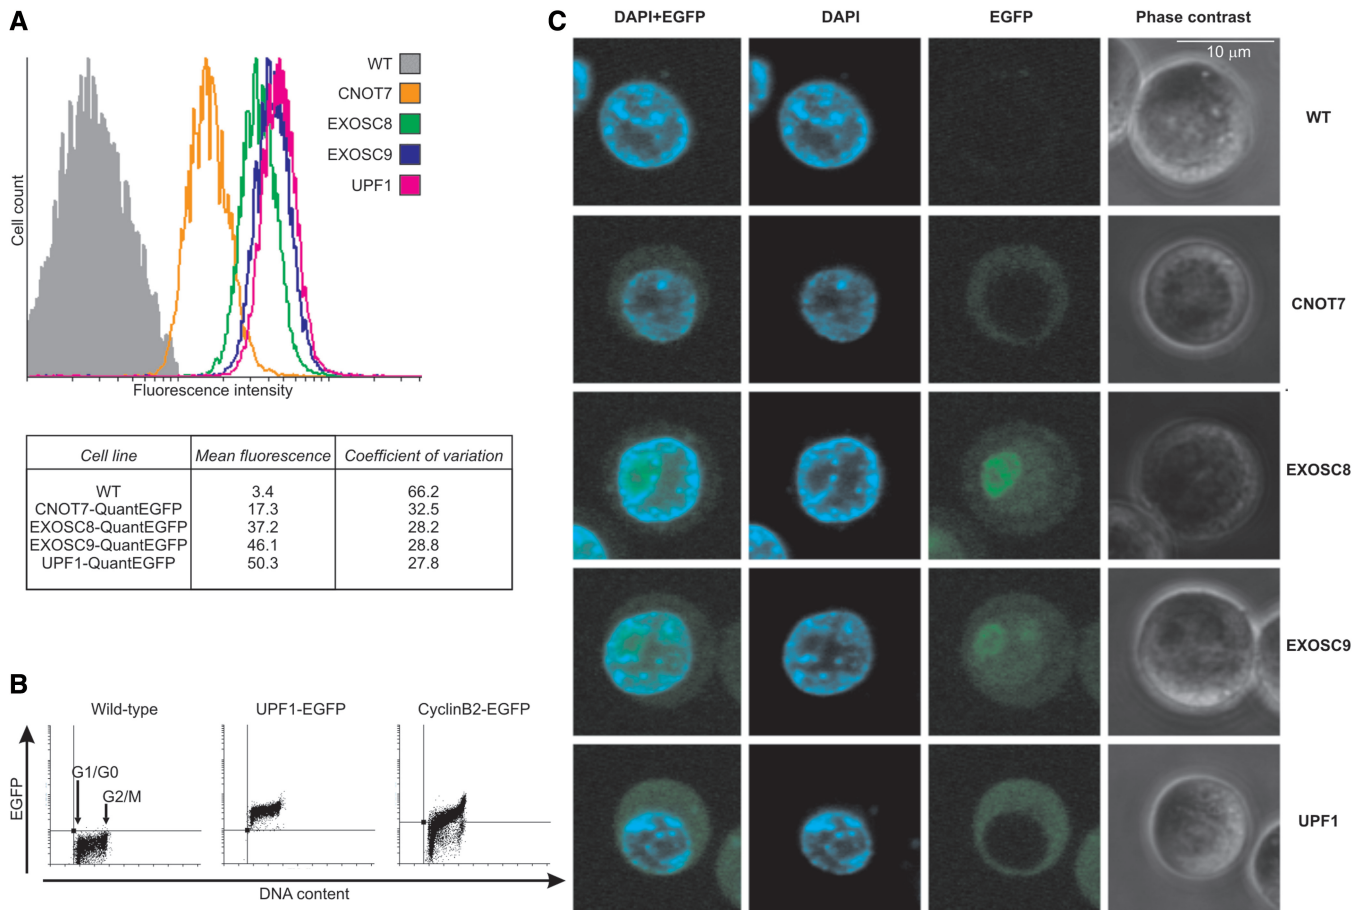 A
WT
CNOT7
EXOSC8
EXOSC9
UPF1
Cell count
Fluorescence intensity
Cell line Mean fluorescence Coefficient of variation
WT 3.4 66.2
CNOT7-QuantEGFP 17.3 32.5
EXOSC8-QuantEGFP 37.2 28.2
EXOSC9-QuantEGFP 46.1 28.8
UPF1-QuantEGFP 50.3 27.8
B
Wild-type UPF1-EGFP CyclinB2-EGFP
EGFP
G1/G0
G2/M
DNA content
C
DAPI+EGFP DAPI EGFP Phase contrast
10 μm
WT
CNOT7
EXOSC8
EXOSC9
UPF1